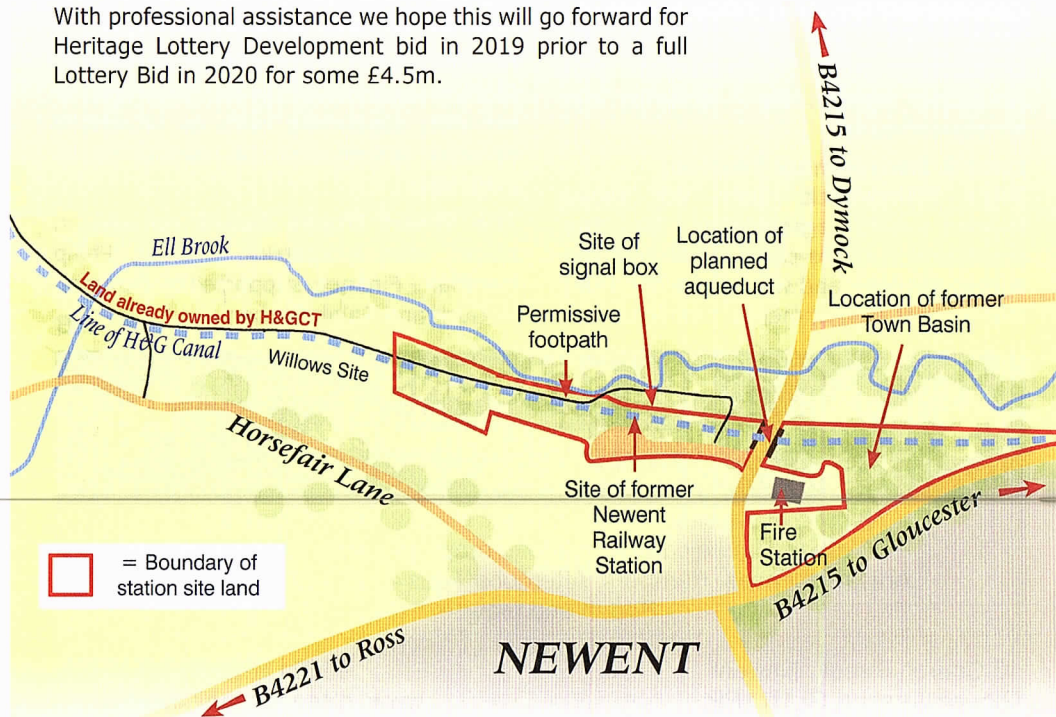 With professional assistance we hope this will go forward for
Heritage Lottery Development bid in 2019 prior to a full
Lottery Bid in 2020 for some £4.5m.
B4215 to Dymock
Ell Brook
Site of
signal box
Location of
planned
aqueduct
Location of former
Town Basin
Land already owned by H&GCT
Line of H&G Canal
Permissive
footpath
Willows Site
Horsefair Lane
Site of former
Newent
Railway
Station
Fire
Station
B4215 to Gloucester
= Boundary of
station site land
B4221 to Ross
NEWENT